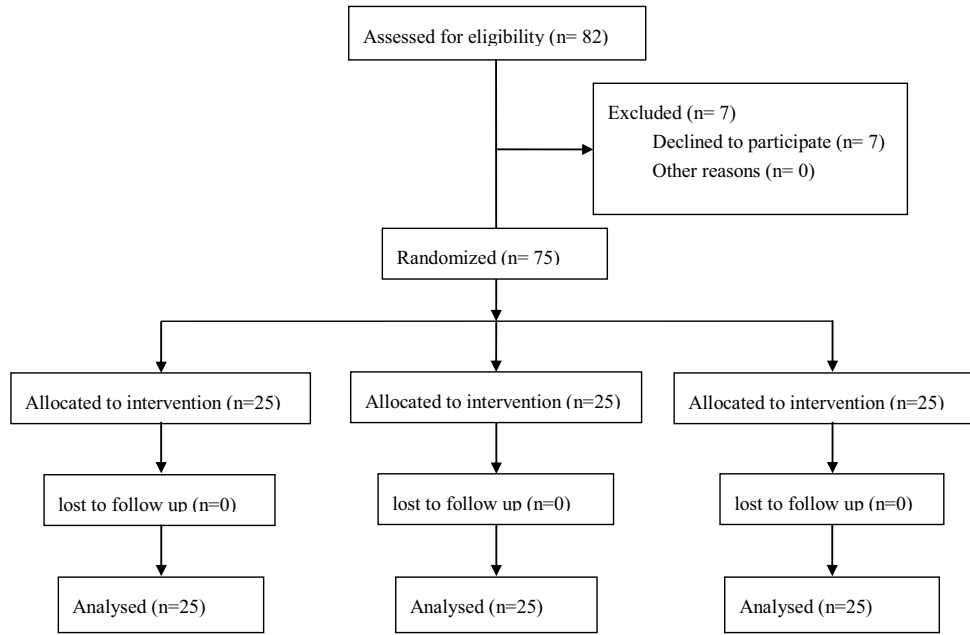 Assessed for eligibility (n= 82)
Excluded (n= 7)
Declined to participate (n= 7)
Other reasons (n= 0)
Randomized (n= 75)
Allocated to intervention (n=25)
Allocated to intervention (n=25)
Allocated to intervention (n=25)
lost to follow up (n=0)
lost to follow up (n=0)
lost to follow up (n=0)
Analysed (n=25)
Analysed (n=25)
Analysed (n=25)